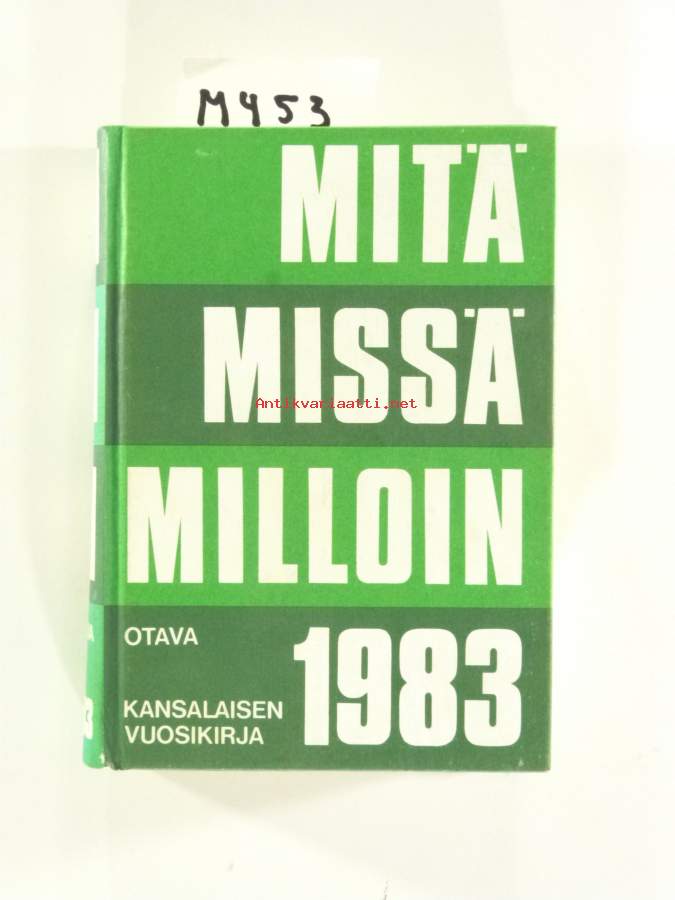 M453
MITÄ
MISSÄ
Antikvariaatti.net
MILLOIN
OTAVA
1983
KANSALAISEN
VUOSIKIRJA